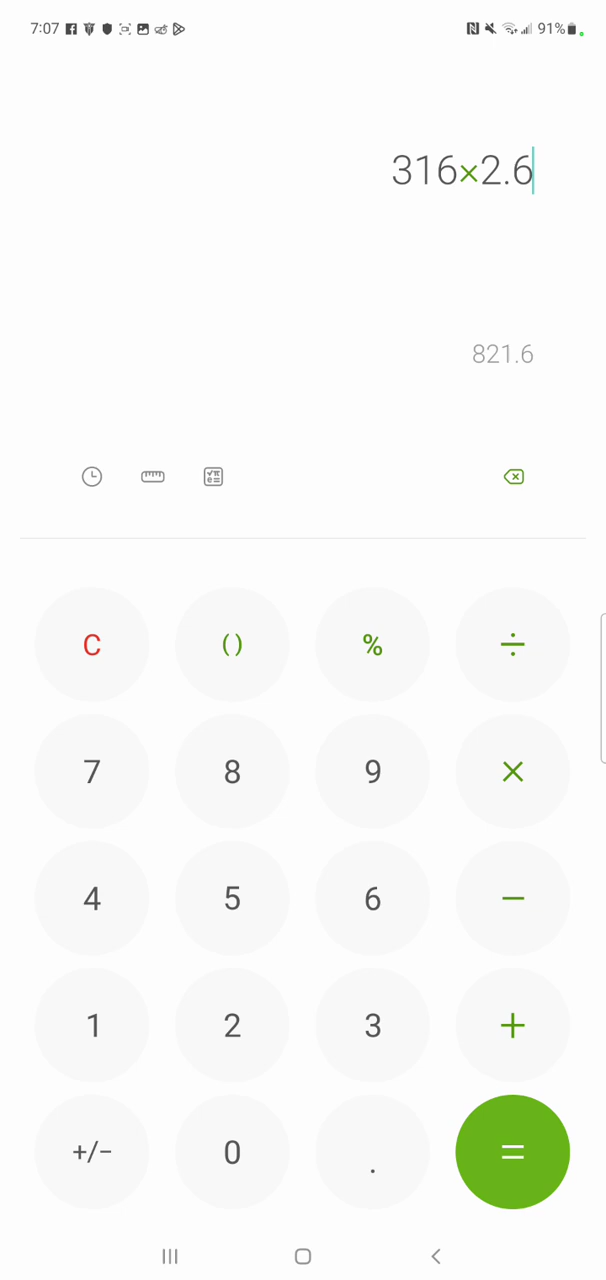 7:07 91%
316×2.6
821.6
C ( ) % ÷
7 8 9 ×
4 5 6 −
1 2 3 +
+/− 0 . =